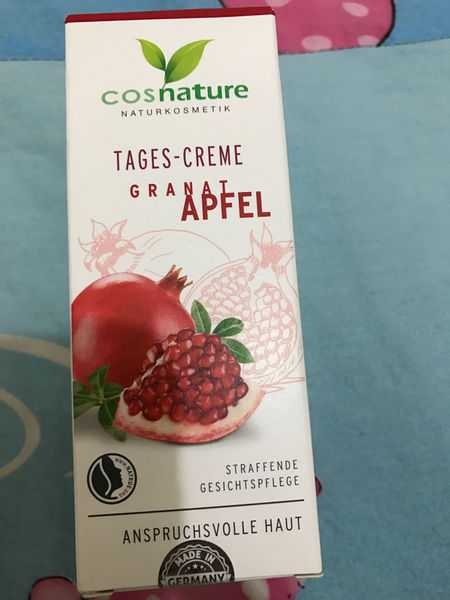 cosnature
NATURKOSMETIK
TAGES-CREME
GRANAT
APFEL
STRAFFENDE
GESICHTSPFLEGE
ANSPRUCHSVOLLE HAUT
MADE IN
GERMANY